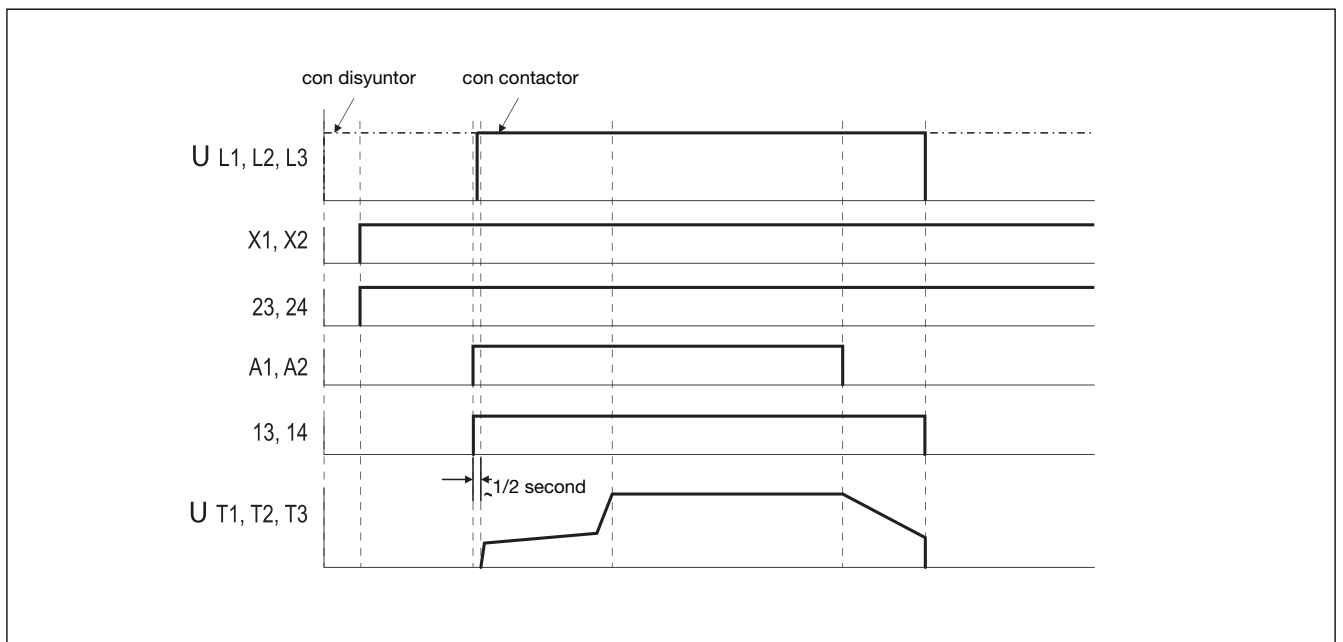 con disyuntor
con contactor
U L1, L2, L3
X1, X2
23, 24
A1, A2
13, 14
~1/2 second
U T1, T2, T3